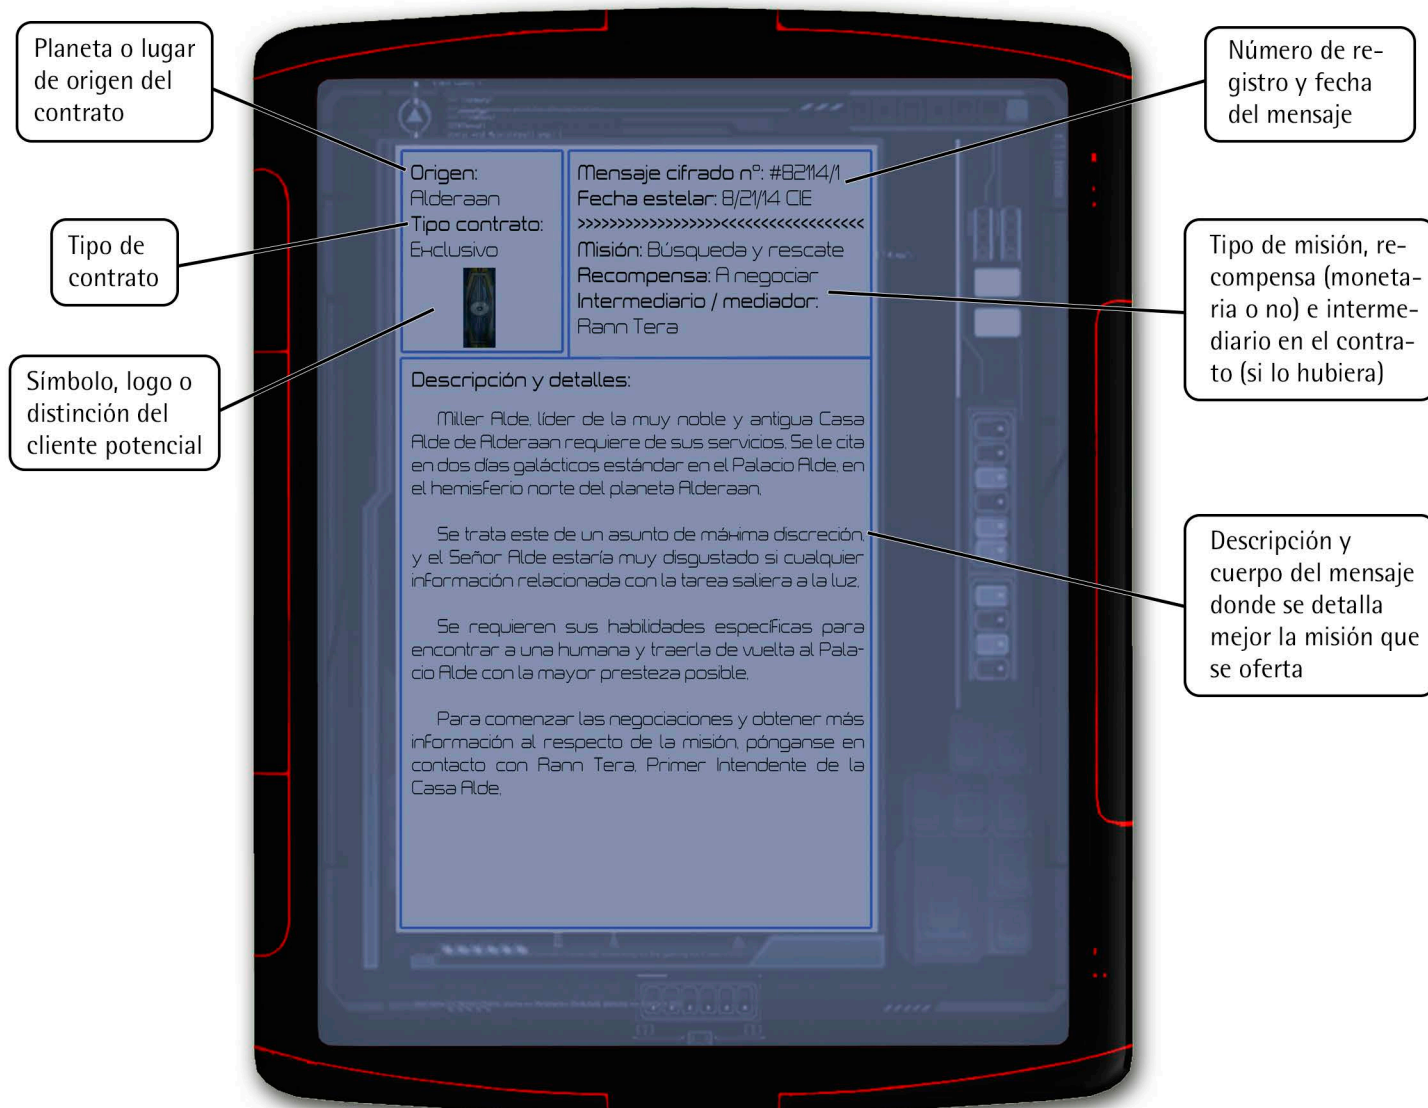 Planeta o lugar
de origen del
contrato
Tipo de
contrato
Símbolo, logo o
distinción del
cliente potencial
Origen:
Alderaan
Tipo contrato:
Exclusivo
Mensaje cifrado nº: #82114/1
Fecha estelar: 8/21/14 CIE
>>>>>>>>>>>>>>>>>><<<<<<<<<<<<<<<<<<
Misión: Búsqueda y rescate
Recompensa: A negociar
Intermediario / mediador:
Rann Tera
Descripción y detalles:
Miller Alde, líder de la muy noble y antigua Casa
Alde de Alderaan requiere de sus servicios. Se le cita
en dos días galácticos estándar en el Palacio Alde, en
el hemisferio norte del planeta Alderaan.
Se trata este de un asunto de máxima discreción,
y el Señor Alde estaría muy disgustado si cualquier
información relacionada con la tarea saliera a la luz.
Se requieren sus habilidades específicas para
encontrar a una humana y traerla de vuelta al Pala-
cio Alde con la mayor presteza posible.
Para comenzar las negociaciones y obtener más
información al respecto de la misión, pónganse en
contacto con Rann Tera, Primer Intendente de la
Casa Alde.
Número de re-
gistro y fecha
del mensaje
Tipo de misión, re-
compensa (moneta-
ria o no) e interme-
diario en el contra-
to (si lo hubiera)
Descripción y
cuerpo del mensaje
donde se detalla
mejor la misión que
se oferta